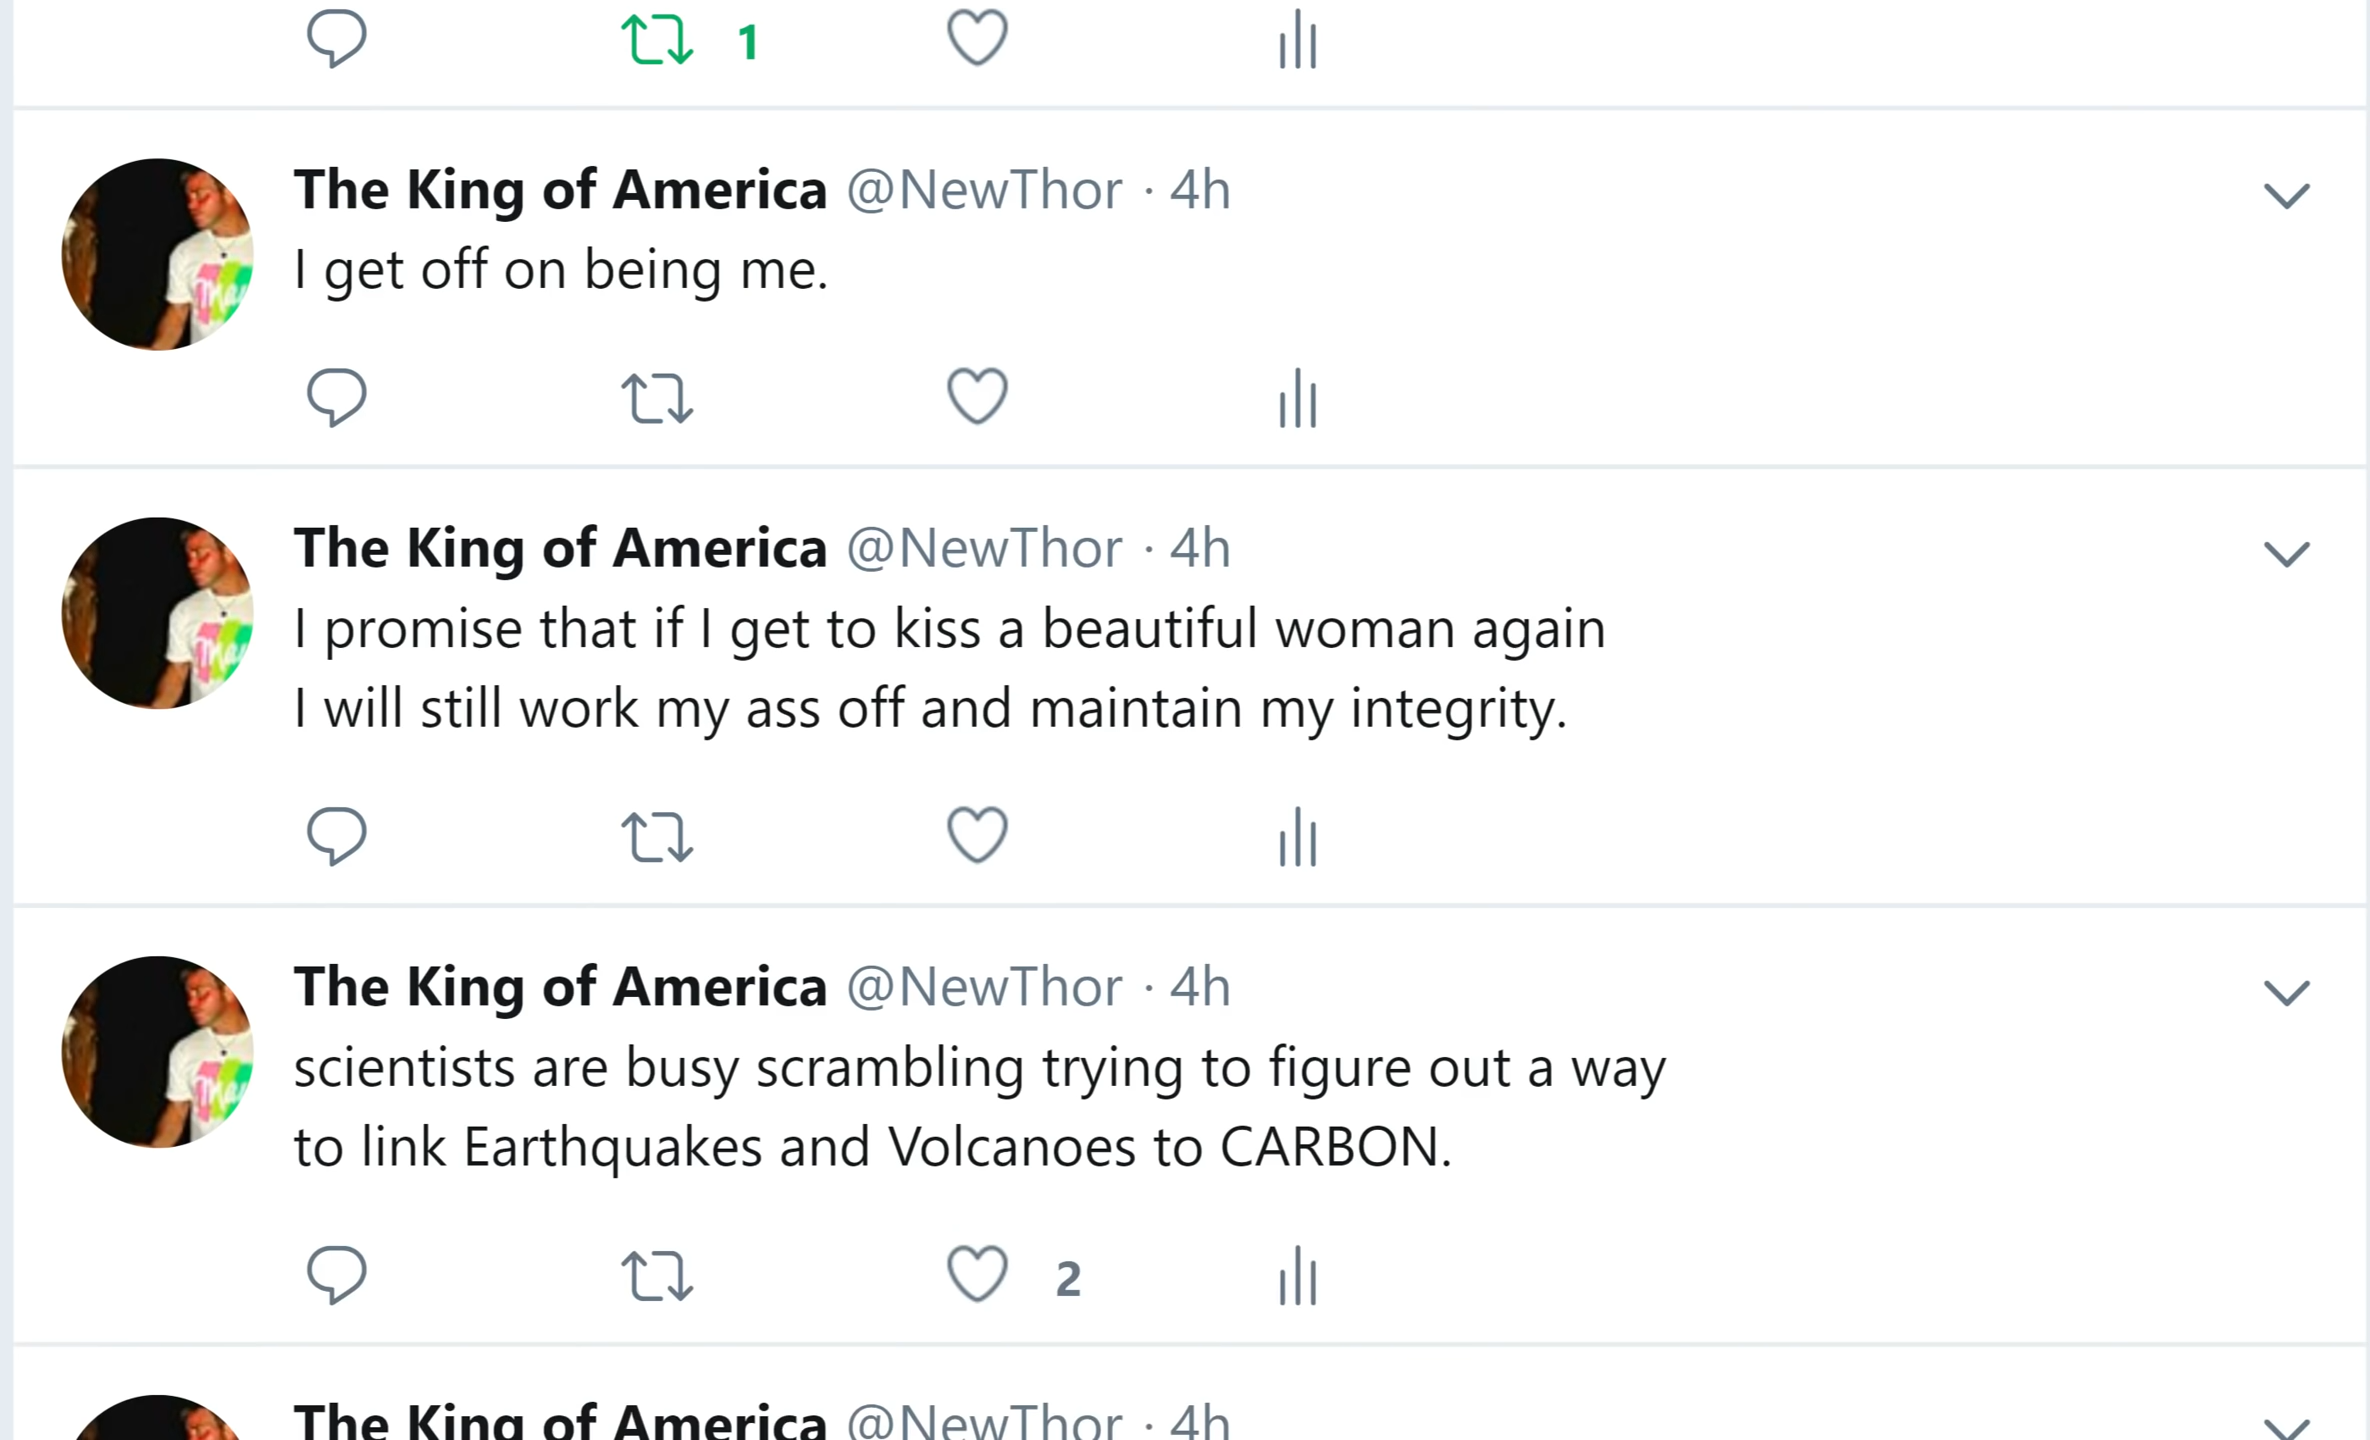 1
The King of America @NewThor · 4h
I get off on being me.
The King of America @NewThor · 4h
I promise that if I get to kiss a beautiful woman again
I will still work my ass off and maintain my integrity.
The King of America @NewThor · 4h
scientists are busy scrambling trying to figure out a way
to link Earthquakes and Volcanoes to CARBON.
2
The King of America @NewThor · 4h